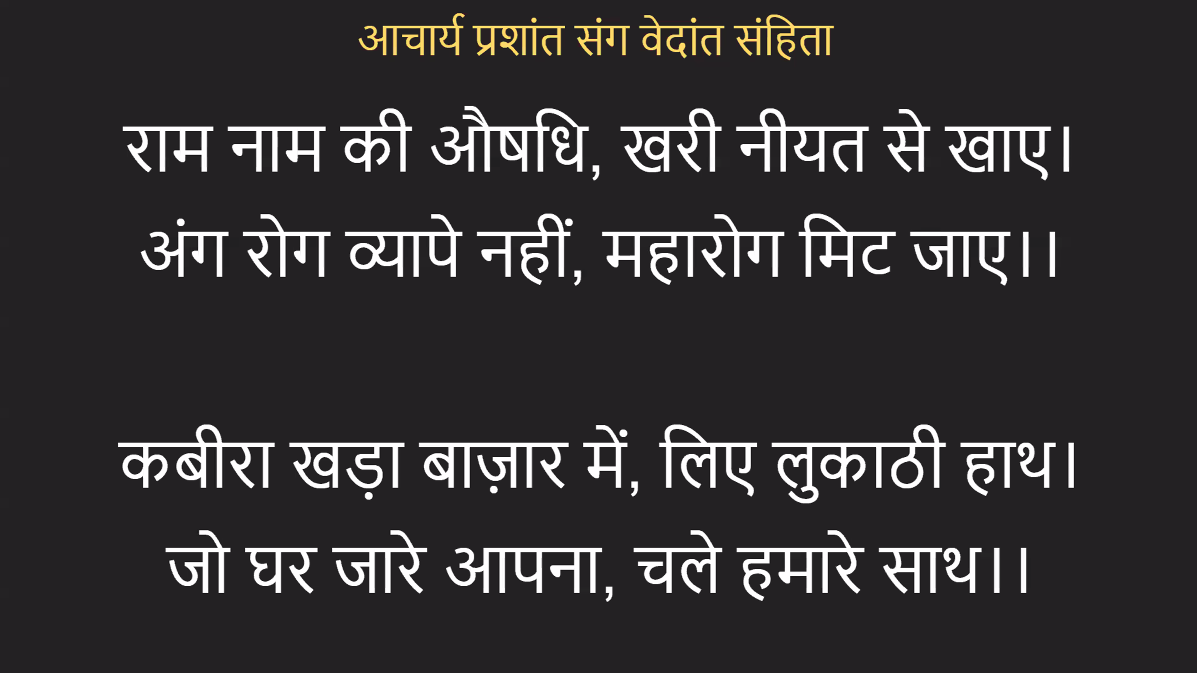 आचार्य प्रशांत संग वेदांत संहिता
राम नाम की औषधि, खरी नीयत से खाए।
अंग रोग व्यापे नहीं, महारोग मिट जाए।।
कबीरा खड़ा बाज़ार में, लिए लुकाठी हाथ।
जो घर जारे आपना, चले हमारे साथ।।